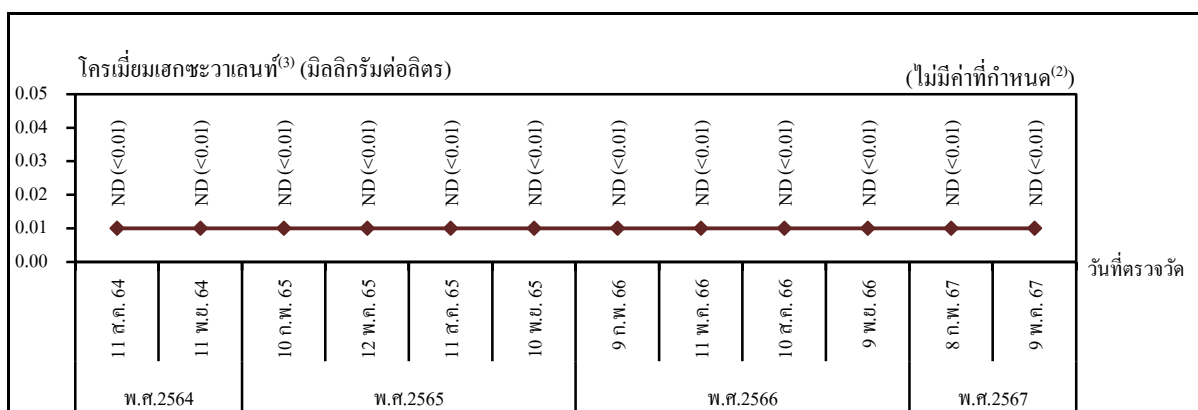 โครเมี่ยมเฮกซะวาเลนท์(3) (มิลลิกรัมต่อลิตร)
(ไม่มีค่าที่กำหนด(2))
0.05
0.04
0.03
0.02
0.01
0.00
ND (<0.01)
ND (<0.01)
ND (<0.01)
ND (<0.01)
ND (<0.01)
ND (<0.01)
ND (<0.01)
ND (<0.01)
ND (<0.01)
ND (<0.01)
ND (<0.01)
ND (<0.01)
วันที่ตรวจวัด
11 ส.ค. 64
11 พ.ย. 64
10 ก.พ. 65
12 พ.ค. 65
11 ส.ค. 65
10 พ.ย. 65
9 ก.พ. 66
11 พ.ค. 66
10 ส.ค. 66
9 พ.ย. 66
8 ก.พ. 67
9 พ.ค. 67
พ.ศ.2564
พ.ศ.2565
พ.ศ.2566
พ.ศ.2567